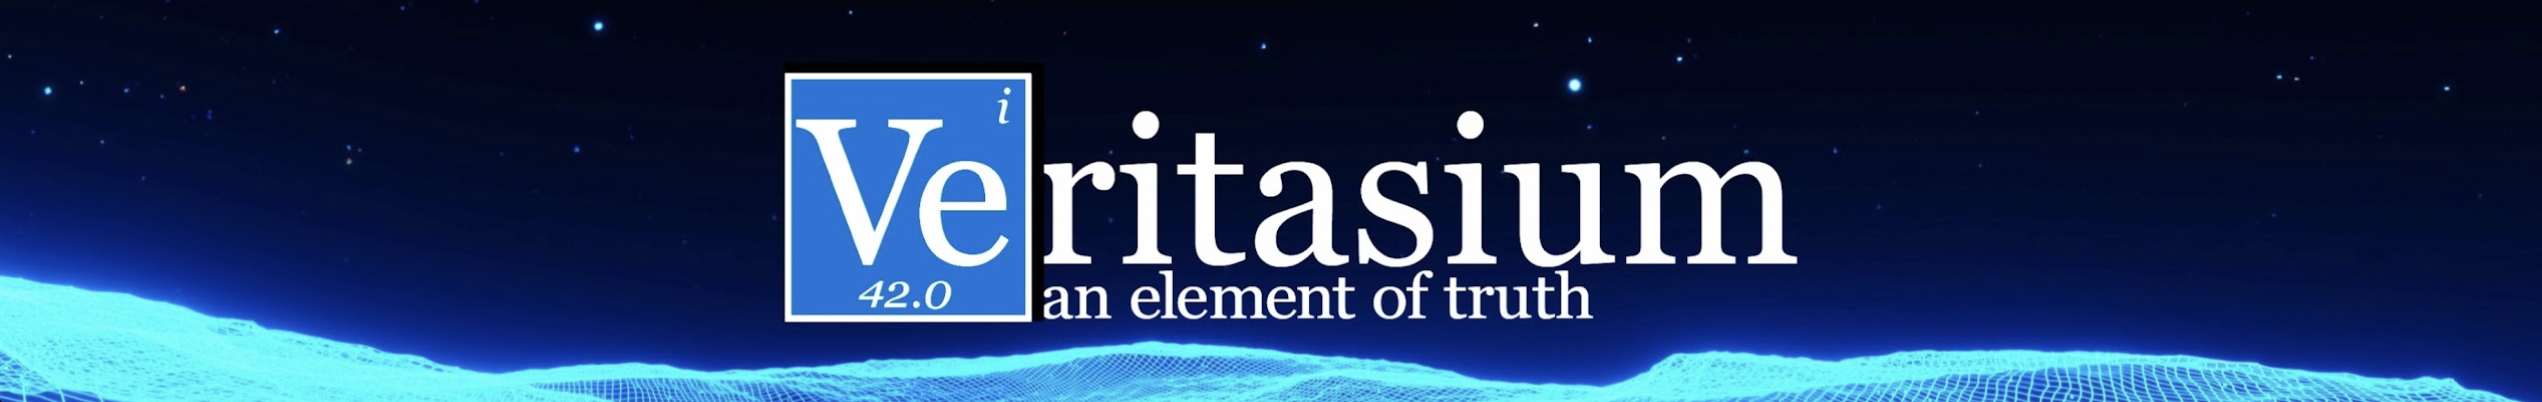 Veritasium
i
42.0
an element of truth